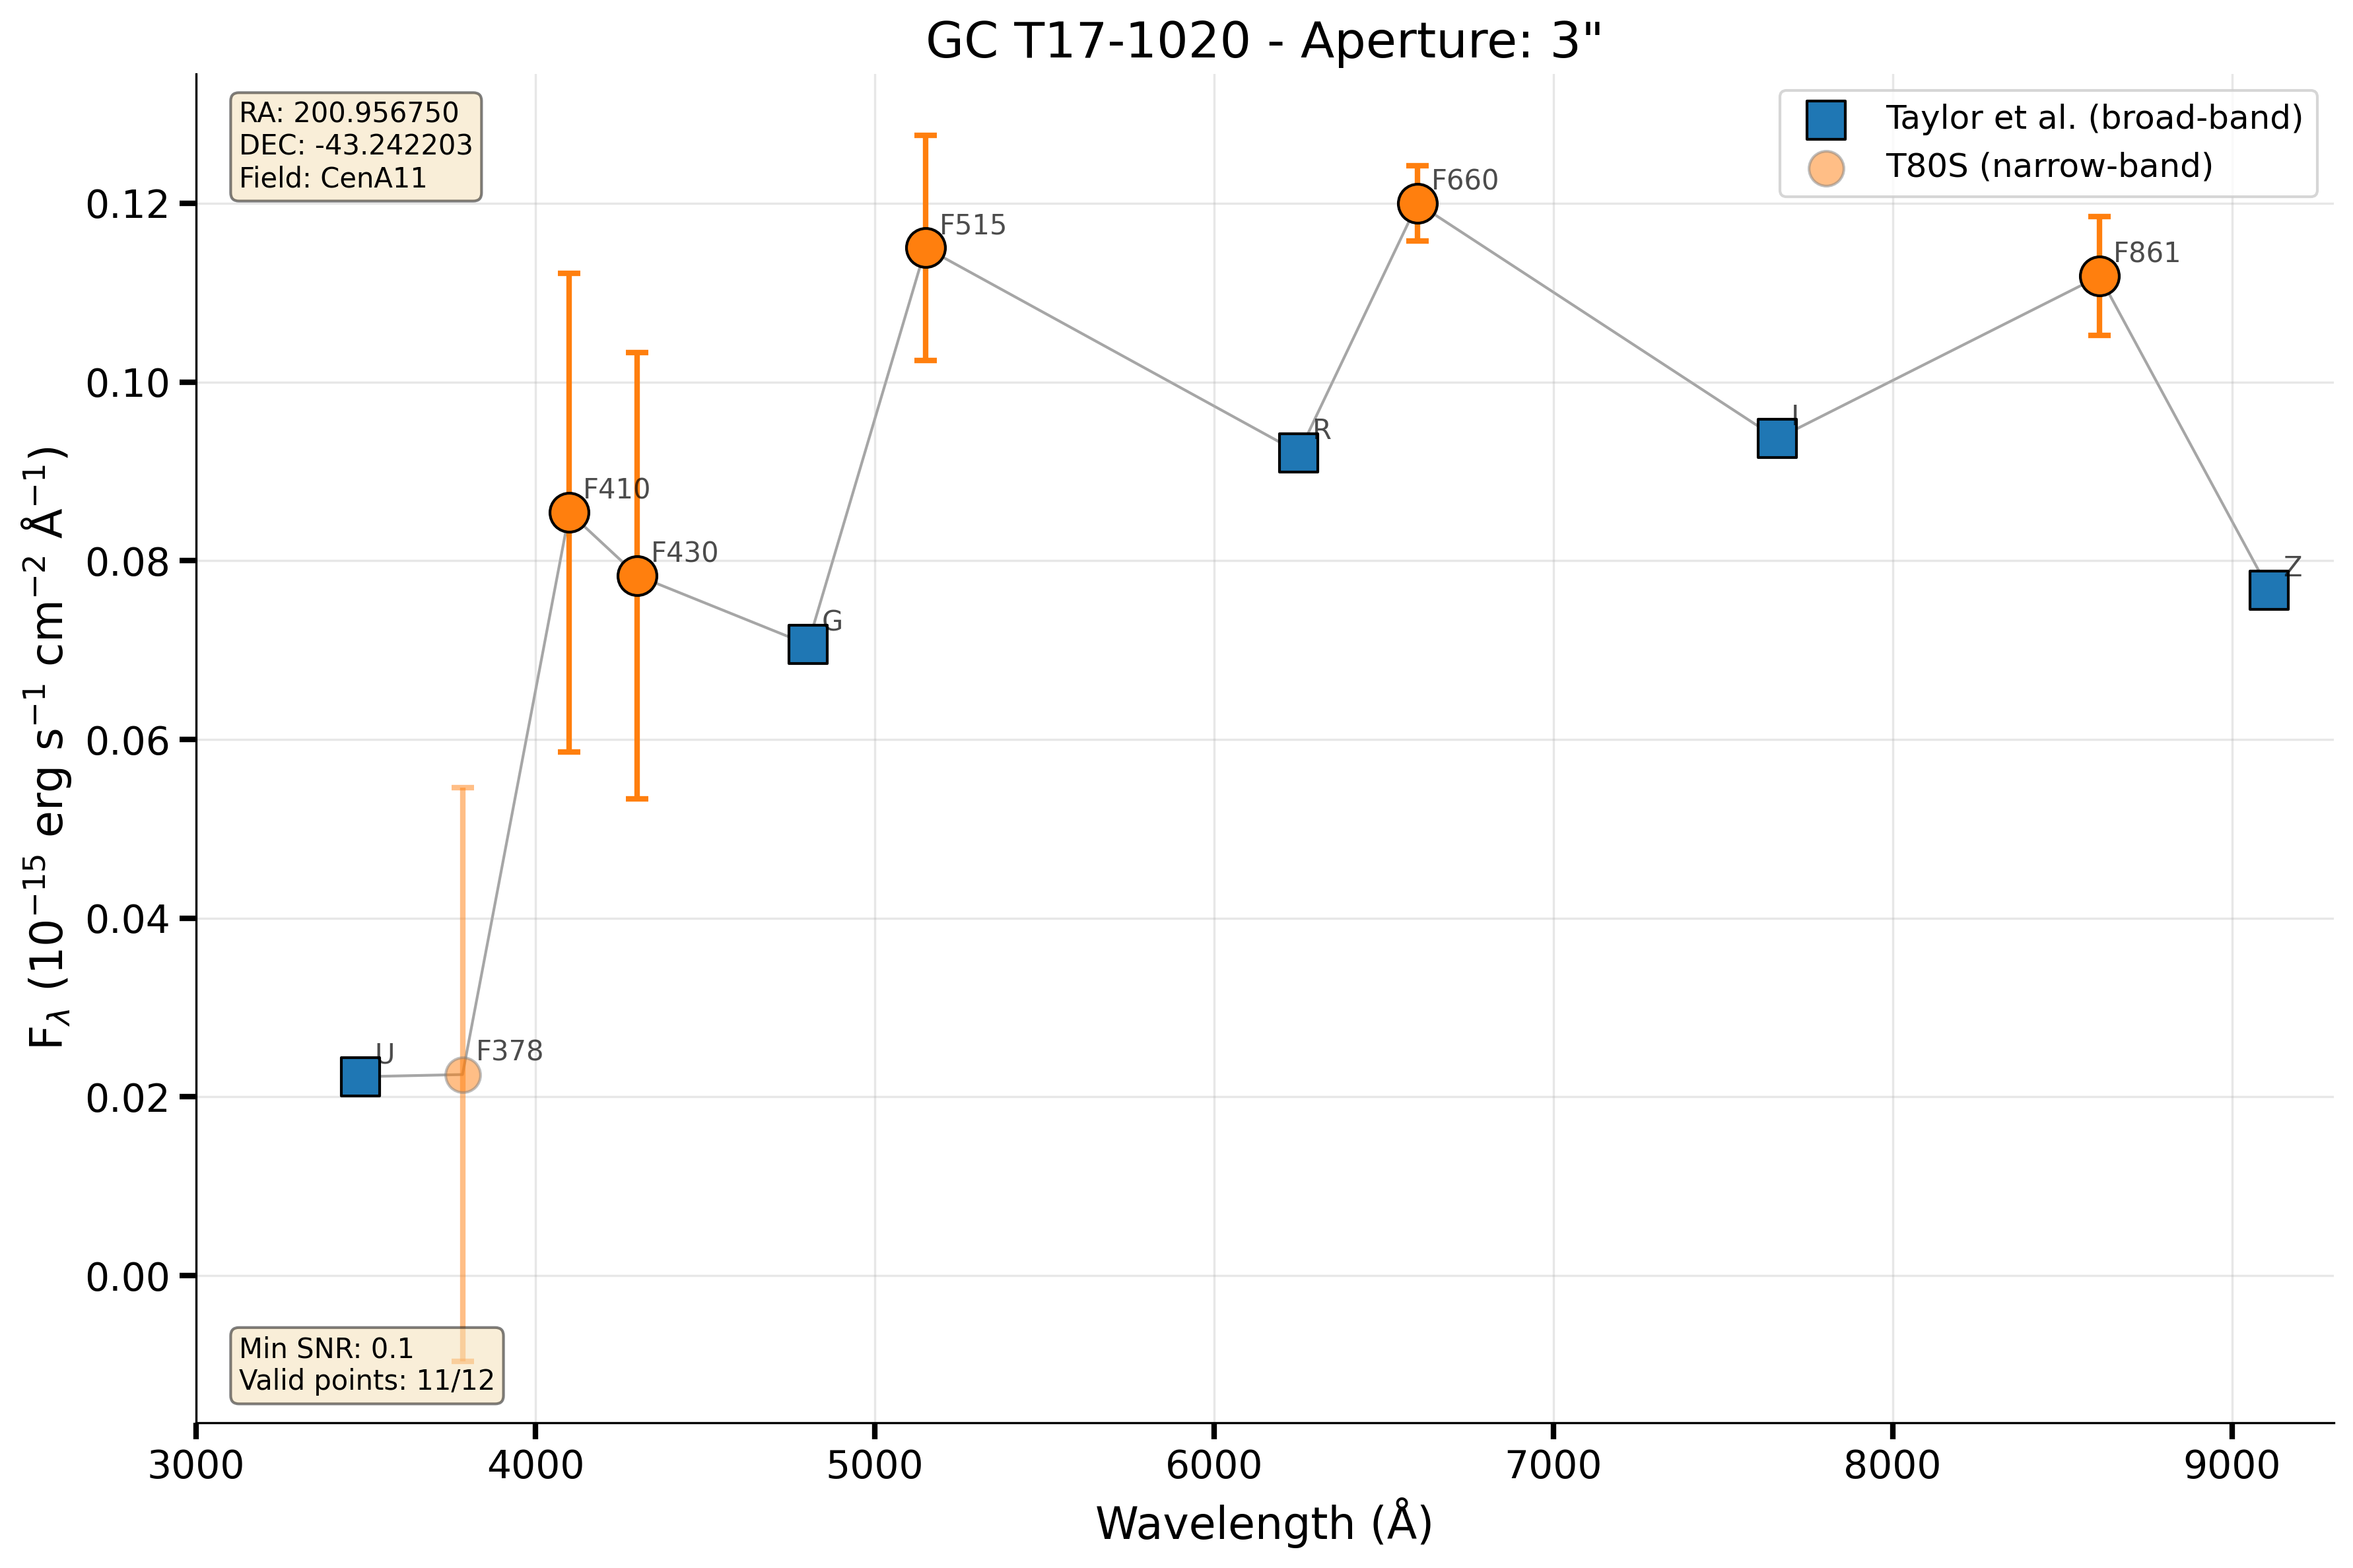 GC T17-1020 - Aperture: 3"
RA: 200.956750
DEC: -43.242203
Field: CenA11
Taylor et al. (broad-band)
T80S (narrow-band)
F660
F515
F861
0.12
0.10
R
I
F410
F430
Z
0.08
G
0.06
0.04
U
F378
0.02
0.00
F$_{λ}$ (10$^{−15}$ erg s$^{−1}$ cm$^{−2}$ Å$^{−1}$)
Min SNR: 0.1
Valid points: 11/12
3000 4000 5000 6000 7000 8000 9000
Wavelength (Å)